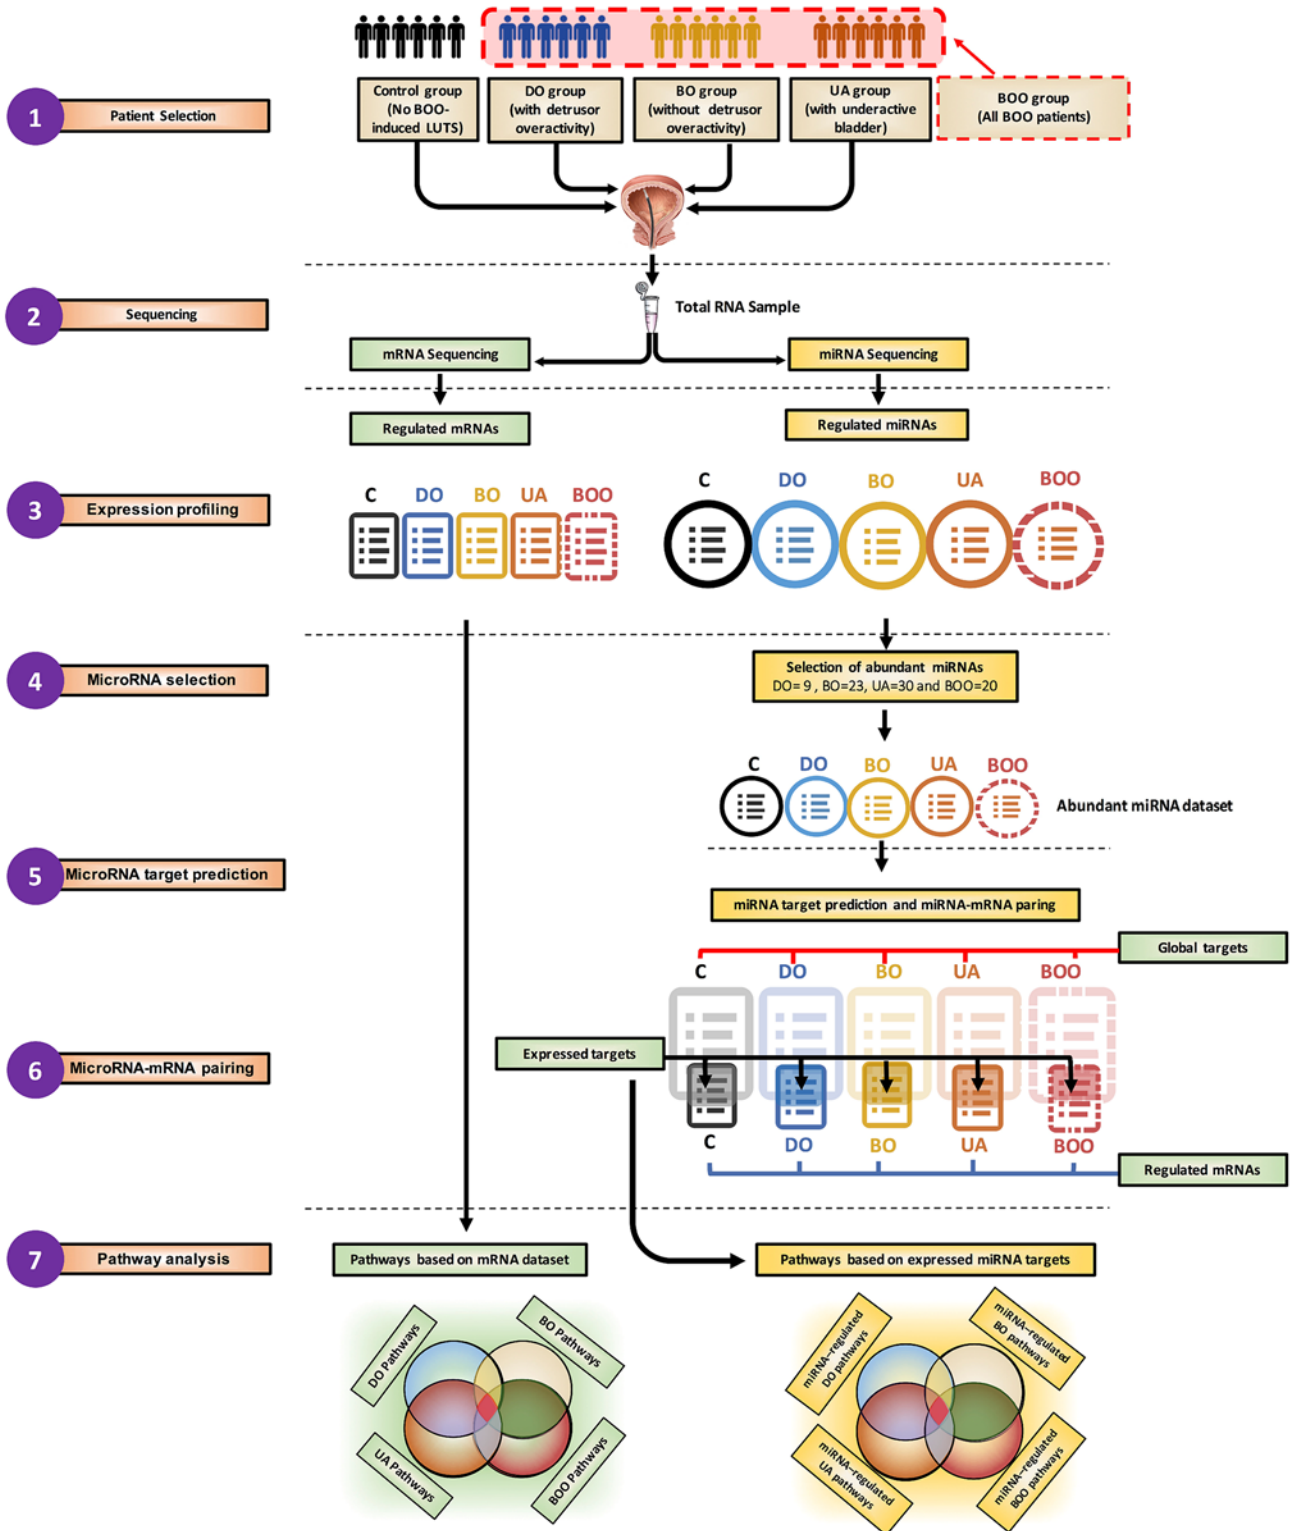 1
Patient Selection
Control group
(No BOO-
induced LUTS)
DO group
(with detrusor
overactivity)
BO group
(without detrusor
overactivity)
UA group
(with underactive
bladder)
BOO group
(All BOO patients)
2
Sequencing
Total RNA Sample
mRNA Sequencing
miRNA Sequencing
Regulated mRNAs
Regulated miRNAs
3
Expression profiling
C DO BO UA BOO
C DO BO UA BOO
4
MicroRNA selection
Selection of abundant miRNAs
DO= 9 , BO=23, UA=30 and BOO=20
C DO BO UA BOO
Abundant miRNA dataset
5
MicroRNA target prediction
miRNA target prediction and miRNA-mRNA paring
Global targets
C DO BO UA BOO
6
MicroRNA-mRNA pairing
Expressed targets
C DO BO UA BOO
Regulated mRNAs
7
Pathway analysis
Pathways based on mRNA dataset
Pathways based on expressed miRNA targets
DO Pathways
BO Pathways
UA Pathways
BOO Pathways
miRNA-regulated
DO pathways
miRNA-regulated
BO pathways
miRNA-regulated
UA pathways
miRNA-regulated
BOO pathways